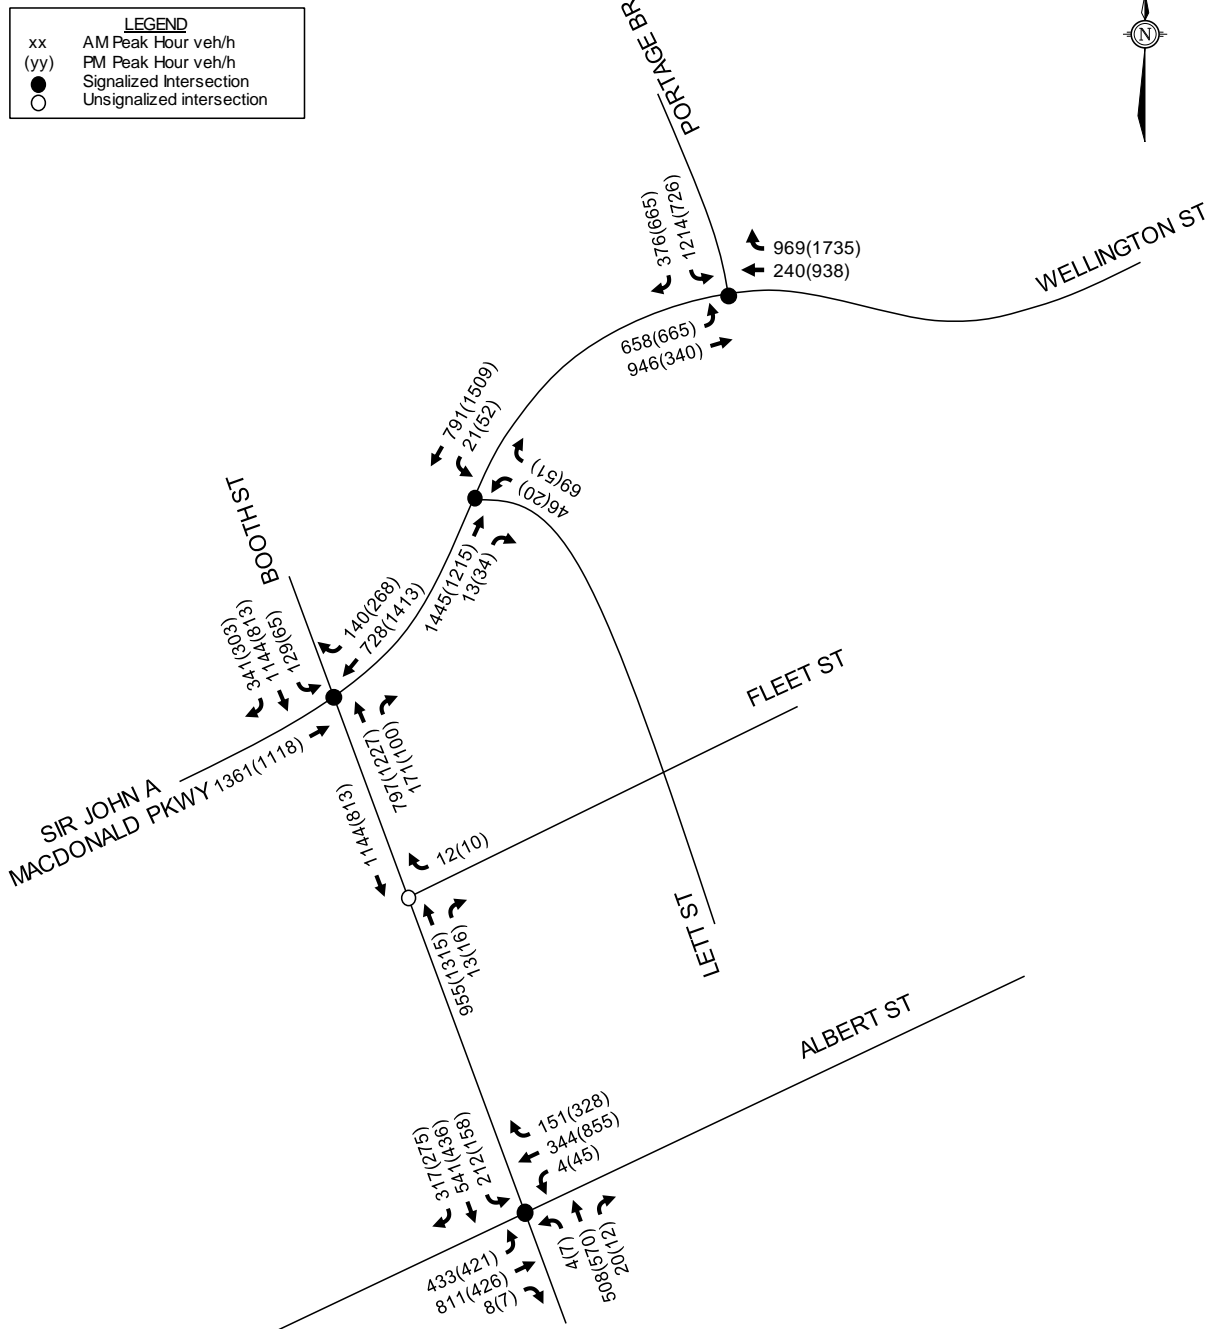 LEGEND
xx AM Peak Hour veh/h
(yy) PM Peak Hour veh/h
Signalized Intersection
Unsignalized intersection
PORTAGE BR
N
WELLINGTON ST
376(665)
1214(726)
969(1735)
240(938)
658(665)
946(340)
791(1509)
21(52)
69(51)
46(20)
1445(1215)
13(34)
BOOTH ST
140(268)
728(1413)
341(303)
1144(813)
129(65)
FLEET ST
SIR JOHN A
MACDONALD PKWY
1361(1118)
797(1227)
171(100)
1144(813)
12(10)
955(1315)
13(16)
LETT ST
ALBERT ST
151(328)
344(855)
4(45)
317(275)
541(436)
212(158)
433(421)
811(426)
8(7)
4(7)
508(570)
20(12)